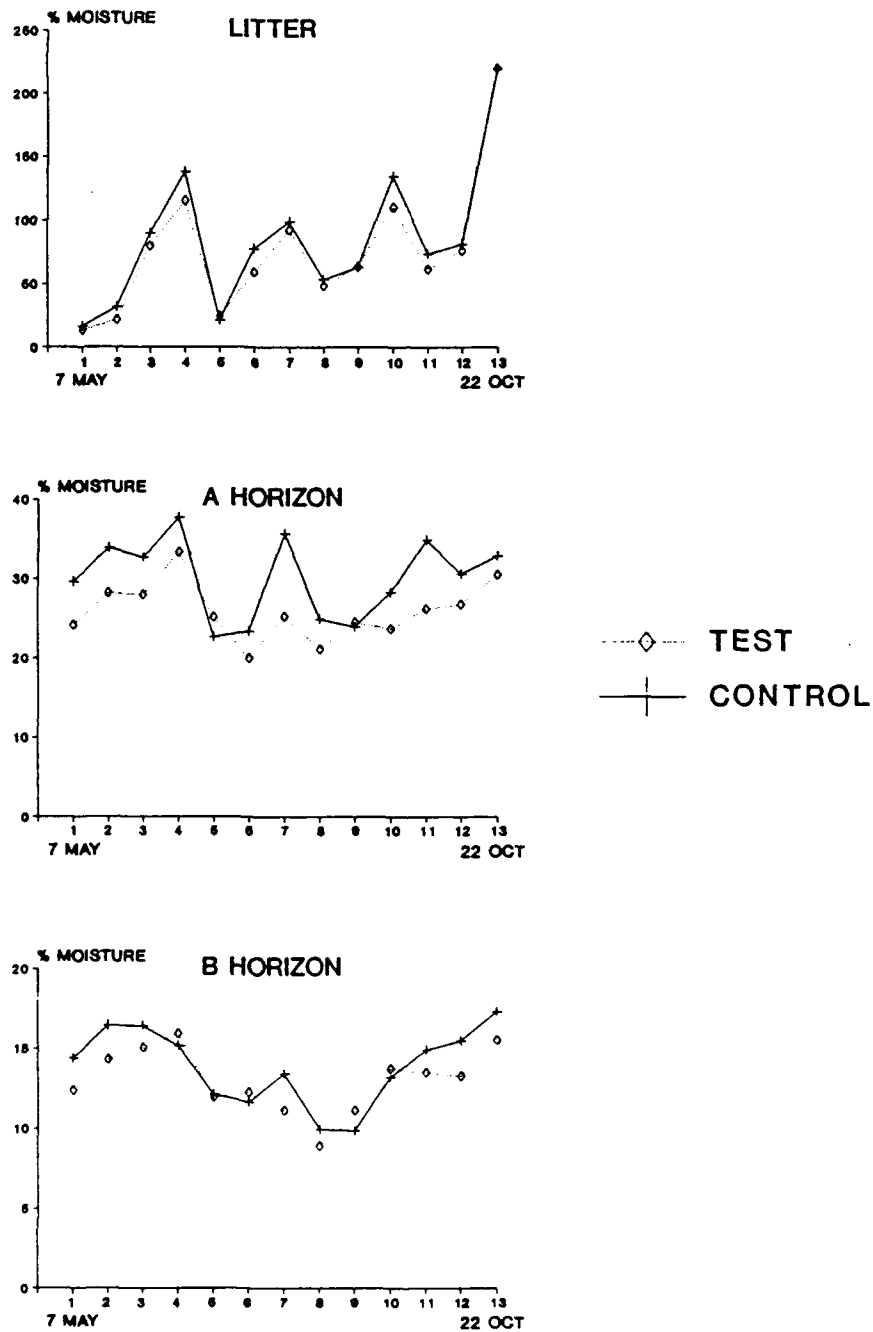 % MOISTURE
LITTER
250
200
150
100
50
0
1 2 3 4 5 6 7 8 9 10 11 12 13
7 MAY 22 OCT
% MOISTURE
A HORIZON
40
30
20
10
0
1 2 3 4 5 6 7 8 9 10 11 12 13
7 MAY 22 OCT
TEST
CONTROL
% MOISTURE
B HORIZON
20
15
10
5
0
1 2 3 4 5 6 7 8 9 10 11 12 13
7 MAY 22 OCT